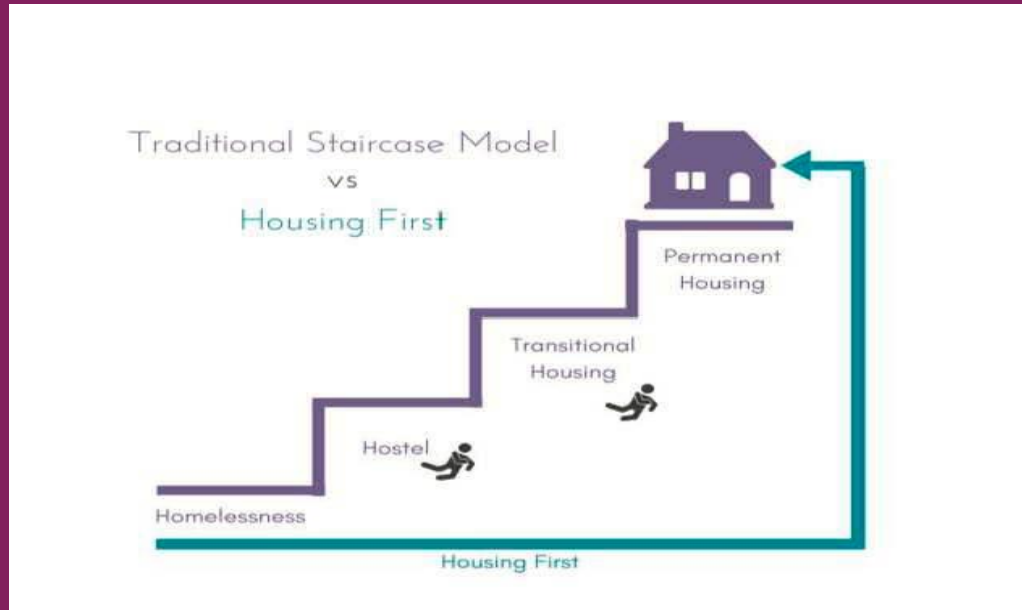 Traditional Staircase Model
vs
Housing First
Permanent
Housing
Transitional
Housing
Hostel
Homelessness
Housing First